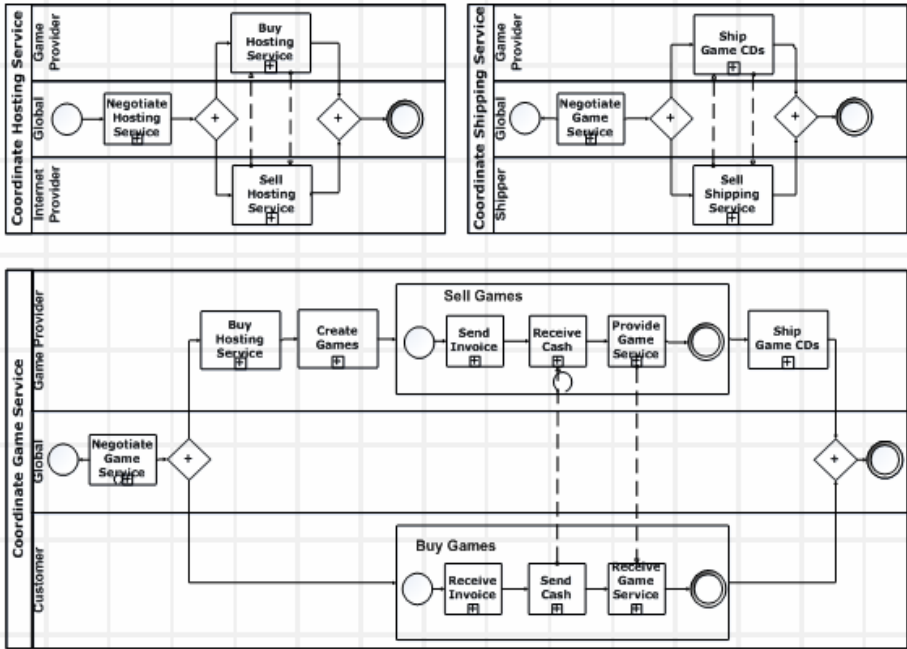 Coordinate Hosting Service
Game
Provider
Global
Internet
Provider
Buy
Hosting
Service
Negotiate
Hosting
Service
Sell
Hosting
Service
Coordinate Shipping Service
Game
Provider
Global
Shipper
Ship
Game CDs
Negotiate
Game
Service
Sell
Shipping
Service
Coordinate Game Service
Game Provider
Global
Customer
Buy
Hosting
Service
Create
Games
Sell Games
Send
Invoice
Receive
Cash
Provide
Game
Service
Ship
Game CDs
Negotiate
Game
Service
Buy Games
Receive
Invoice
Send
Cash
Receive
Game
Service